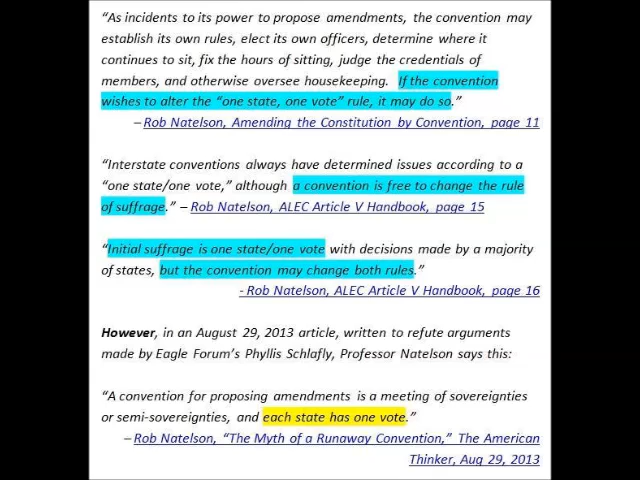 “As incidents to its power to propose amendments, the convention may
establish its own rules, elect its own officers, determine where it
continues to sit, fix the hours of sitting, judge the credentials of
members, and otherwise oversee housekeeping. If the convention
wishes to alter the “one state, one vote” rule, it may do so.”
– Rob Natelson, Amending the Constitution by Convention, page 11
“Interstate conventions always have determined issues according to a
“one state/one vote,” although a convention is free to change the rule
of suffrage.” – Rob Natelson, ALEC Article V Handbook, page 15
“Initial suffrage is one state/one vote with decisions made by a majority
of states, but the convention may change both rules.”
- Rob Natelson, ALEC Article V Handbook, page 16
However, in an August 29, 2013 article, written to refute arguments
made by Eagle Forum’s Phyllis Schlafly, Professor Natelson says this:
“A convention for proposing amendments is a meeting of sovereignties
or semi-sovereignties, and each state has one vote.”
– Rob Natelson, “The Myth of a Runaway Convention,” The American
Thinker, Aug 29, 2013